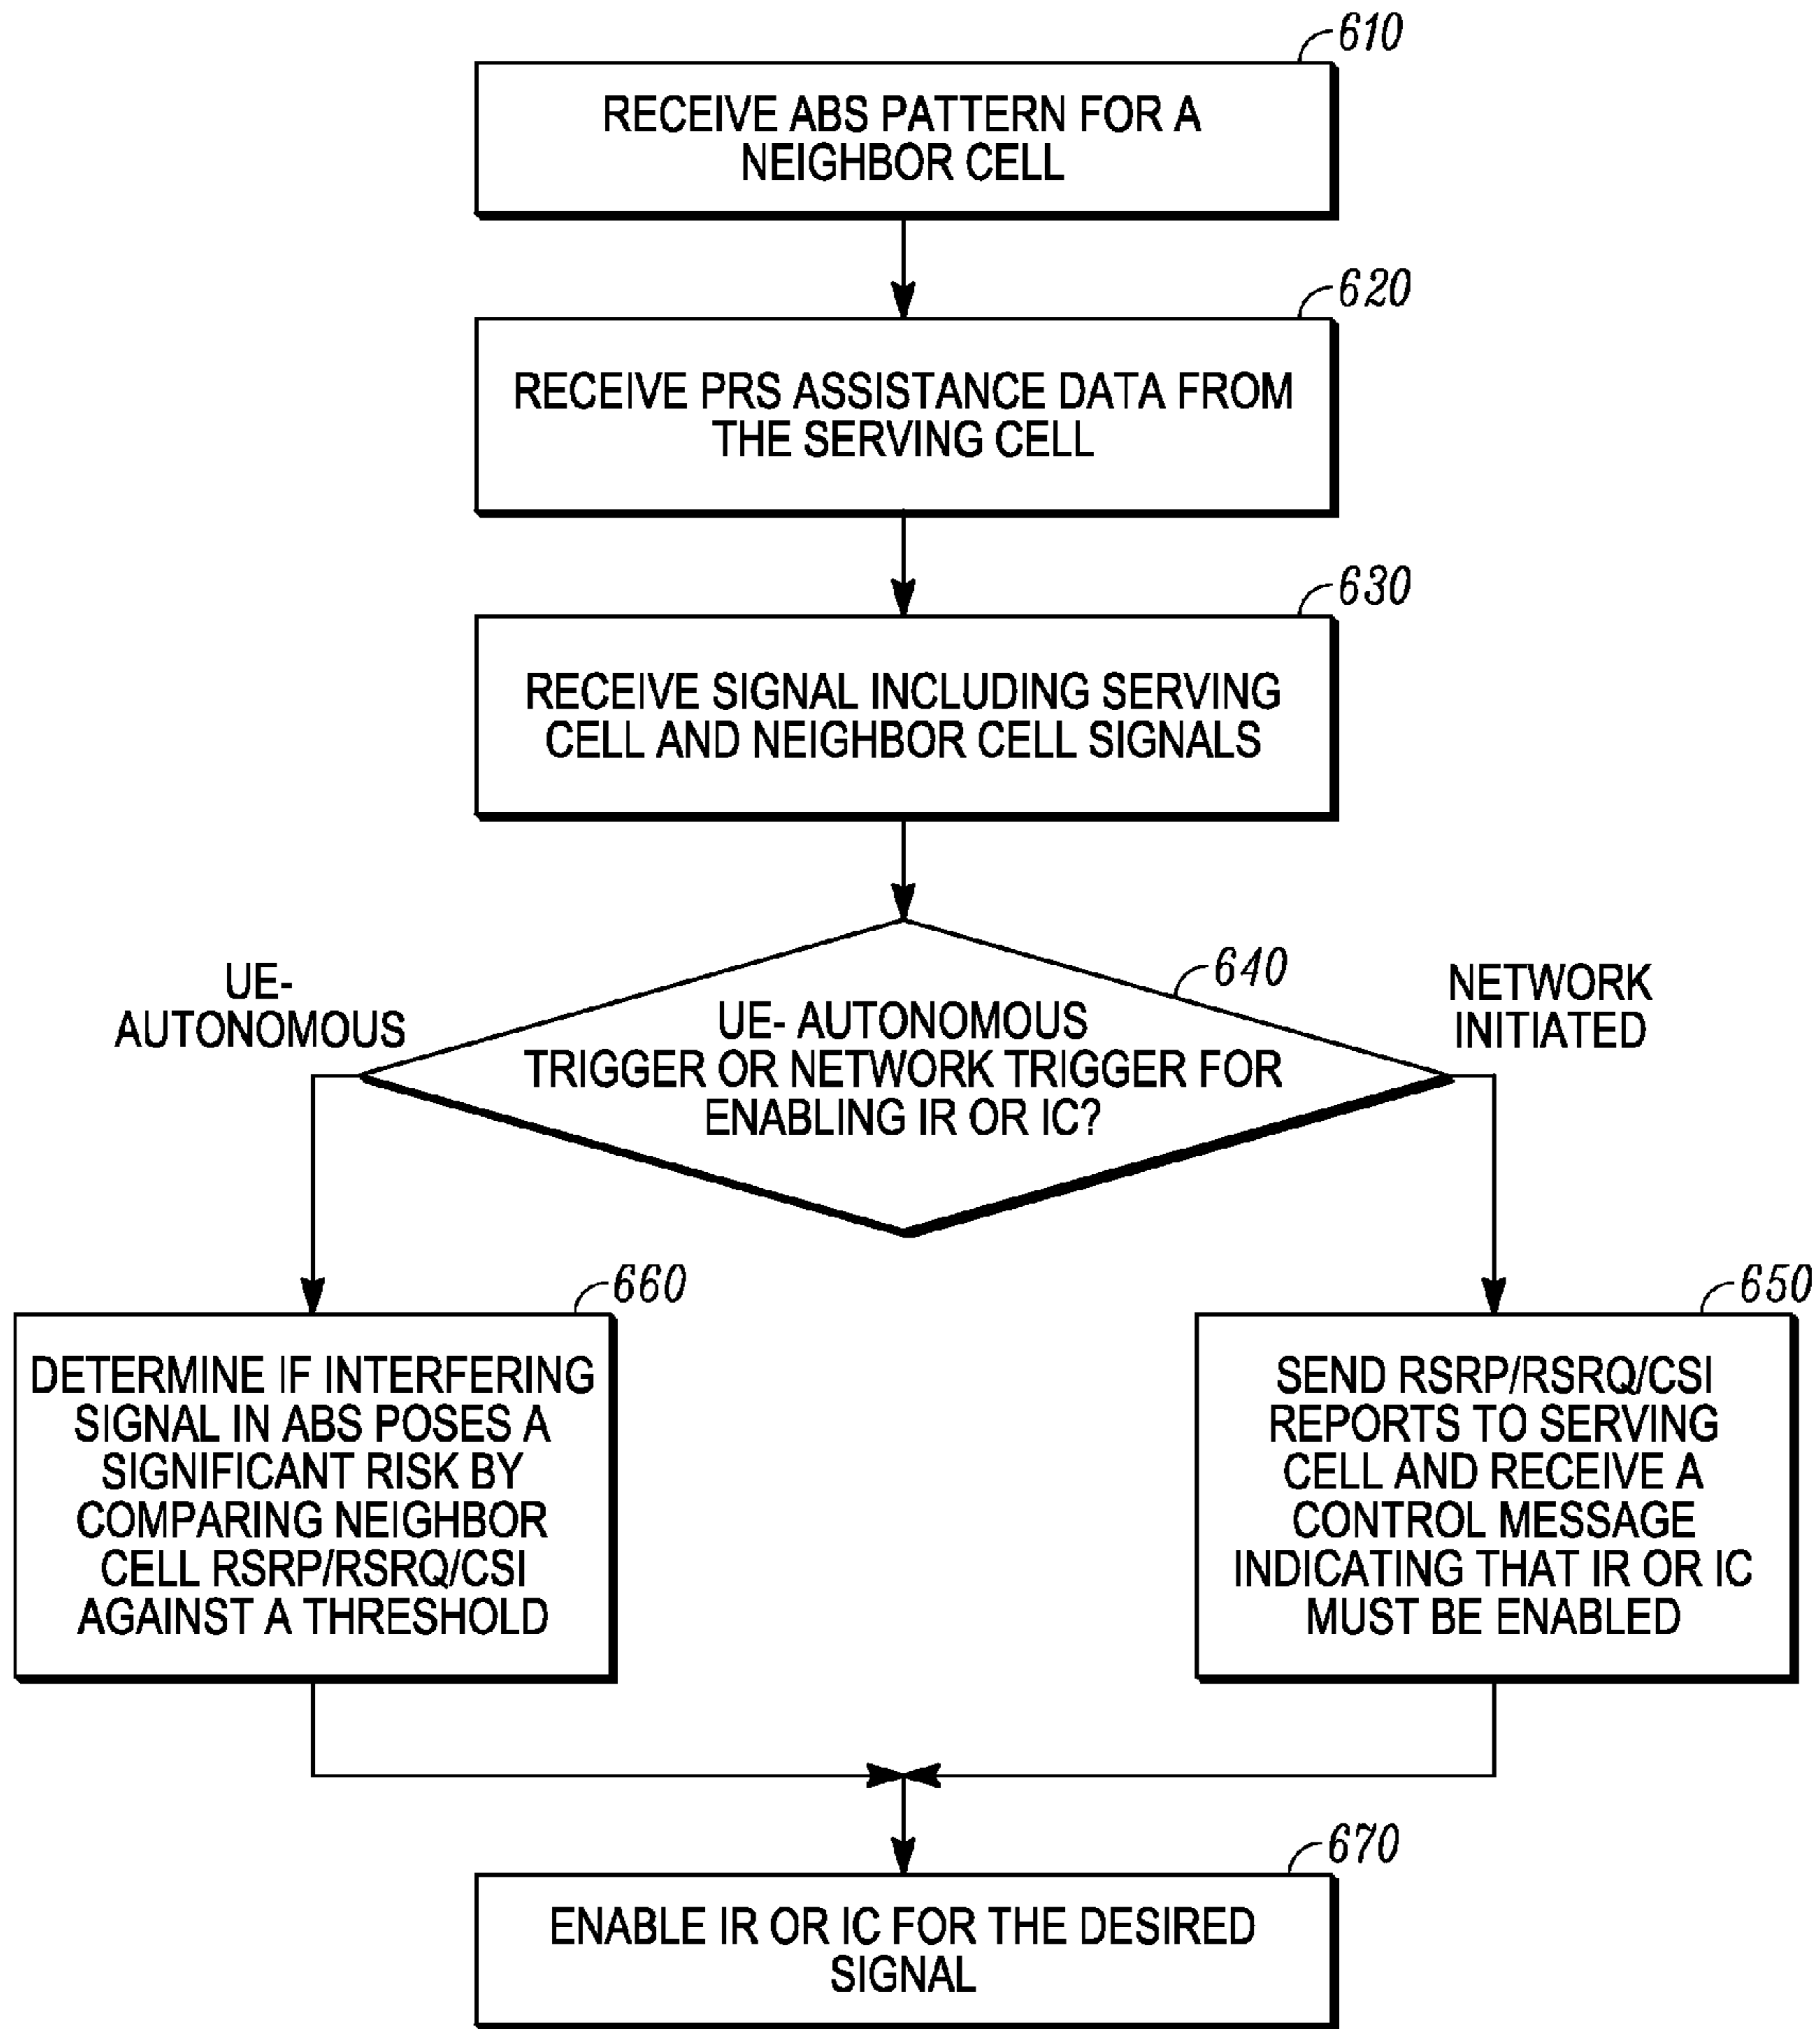 610
RECEIVE ABS PATTERN FOR A
NEIGHBOR CELL
620
RECEIVE PRS ASSISTANCE DATA FROM
THE SERVING CELL
630
RECEIVE SIGNAL INCLUDING SERVING
CELL AND NEIGHBOR CELL SIGNALS
640
UE-
AUTONOMOUS
UE- AUTONOMOUS
TRIGGER OR NETWORK TRIGGER FOR
ENABLING IR OR IC?
NETWORK
INITIATED
660
DETERMINE IF INTERFERING
SIGNAL IN ABS POSES A
SIGNIFICANT RISK BY
COMPARING NEIGHBOR
CELL RSRP/RSRQ/CSI
AGAINST A THRESHOLD
650
SEND RSRP/RSRQ/CSI
REPORTS TO SERVING
CELL AND RECEIVE A
CONTROL MESSAGE
INDICATING THAT IR OR IC
MUST BE ENABLED
670
ENABLE IR OR IC FOR THE DESIRED
SIGNAL